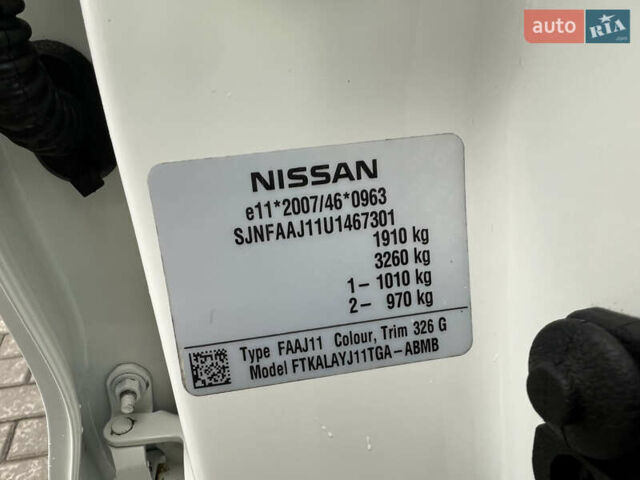 auto RIA.com
NISSAN
e11*2007/46*0963
SJNFAAJ11U1467301
1910 kg
3260 kg
1- 1010 kg
2- 970 kg
Type FAAJ11 Colour, Trim 326 G
Model FTKALAYJ11TGA-ABMB